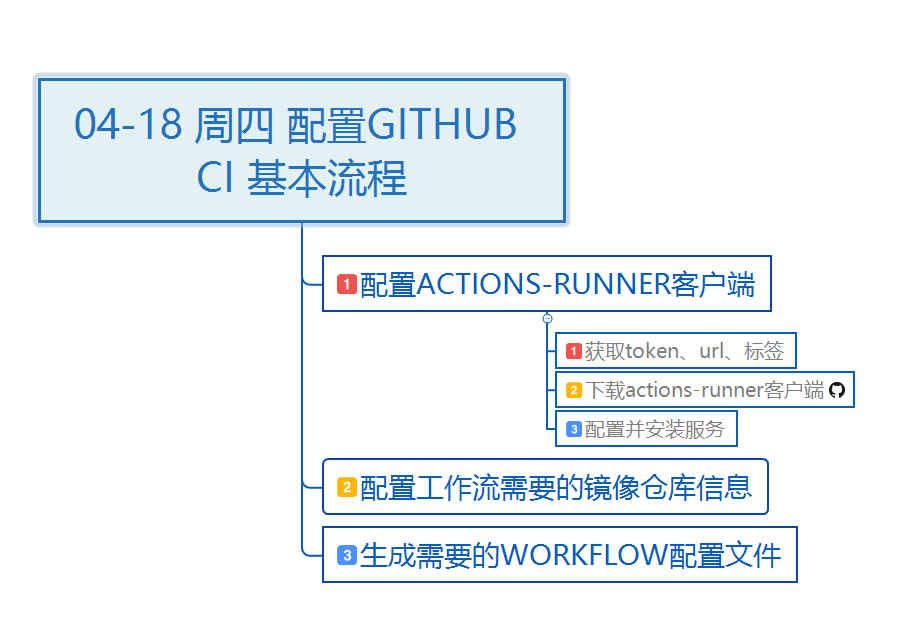 04-18 周四 配置GITHUB
CI 基本流程
1 配置ACTIONS-RUNNER客户端
1 获取token、url、标签
2 下载actions-runner客户端
3 配置并安装服务
2 配置工作流需要的镜像仓库信息
3 生成需要的WORKFLOW配置文件